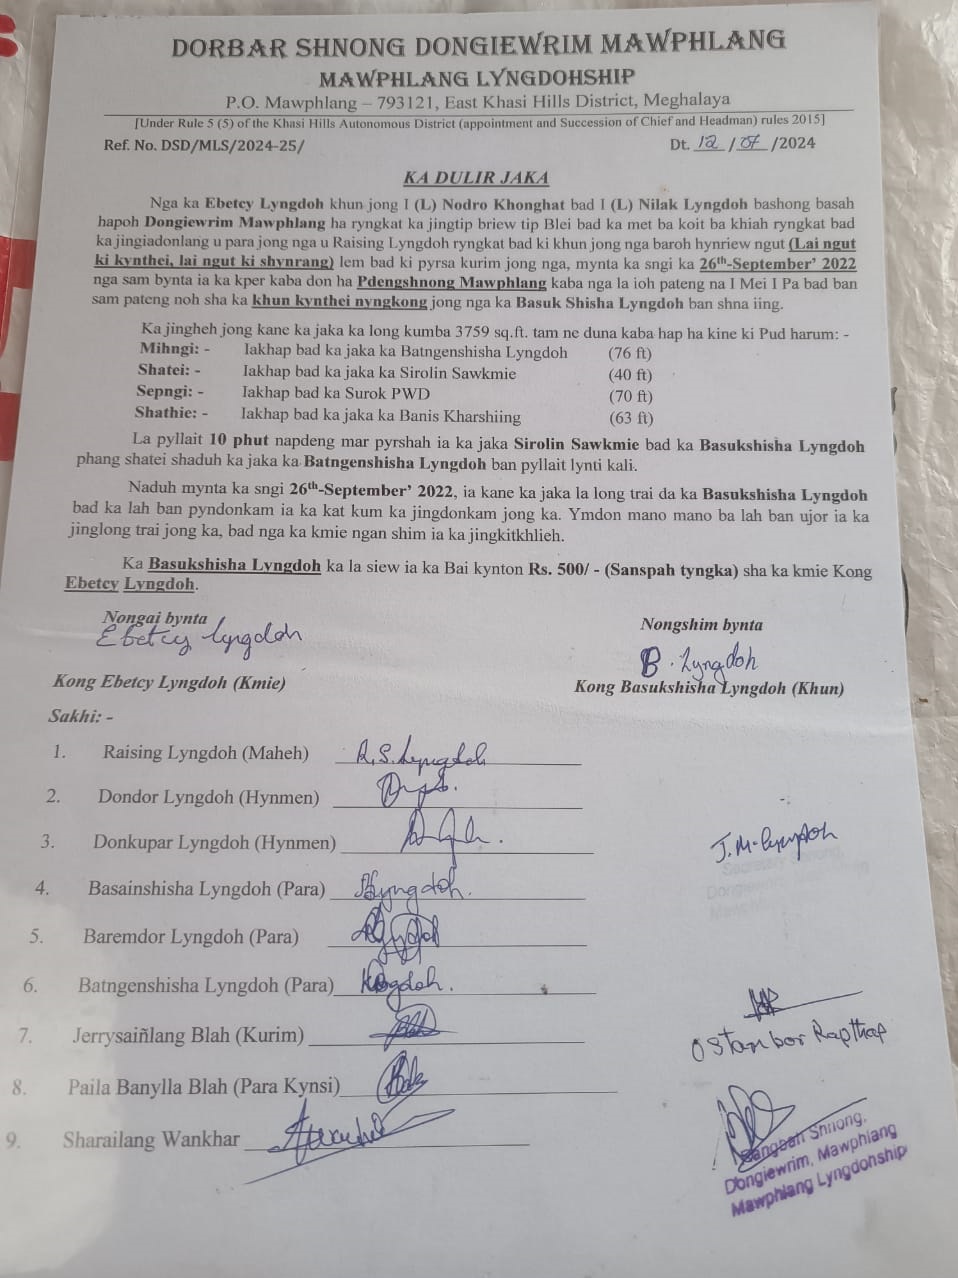 DORBAR SHNONG DONGIEWRIM MAWPHLANG
MAWPHLANG LYNGDOHSHIP
P.O. Mawphlang – 793121, East Khasi Hills District, Meghalaya
[Under Rule 5 (5) of the Khasi Hills Autonomous District (appointment and Succession of Chief and Headman) rules 2015]
Ref. No. DSD/MLS/2024-25/ Dt. 12 / 07 /2024
KA DULIR JAKA
Nga ka Ebetcy Lyngdoh khun jong I (L) Nodro Khonghat bad I (L) Nilak Lyngdoh bashong basah
hapoh Dongiewrim Mawphlang ha ryngkat ka jingtip briew tip Blei bad ka met ba koit ba khiah ryngkat bad
ka jingiadonlang u para jong nga u Raising Lyngdoh ryngkat bad ki khun jong nga baroh hynriew ngut (Lai ngut
ki kynthei, lai ngut ki shynrang) lem bad ki pyrsa kurim jong nga, mynta ka sngi ka 26th-September' 2022
nga sam bynta ia ka kper kaba don ha Pdengshnong Mawphlang kaba nga la ioh pateng na I Mei I Pa bad ban
sam pateng noh sha ka khun kynthei nyngkong jong nga ka Basuk Shisha Lyngdoh ban shna iing.
Ka jingheh jong kane ka jaka ka long kumba 3759 sq.ft. tam ne duna kaba hap ha kine ki Pud harum: -
Mihngi: - Iakhap bad ka jaka ka Batngenshisha Lyngdoh (76 ft)
Shatei: - Iakhap bad ka jaka ka Sirolin Sawkmie (40 ft)
Sepngi: - Iakhap bad ka Surok PWD (70 ft)
Shathie: - Iakhap bad ka jaka ka Banis Kharshiing (63 ft)
La pyllait 10 phut napdeng mar pyrshah ia ka jaka Sirolin Sawkmie bad ka Basukshisha Lyngdoh
phang shatei shaduh ka jaka ka Batngenshisha Lyngdoh ban pyllait lynti kali.
Naduh mynta ka sngi 26th-September' 2022, ia kane ka jaka la long trai da ka Basukshisha Lyngdoh
bad ka lah ban pyndonkam ia ka kat kum ka jingdonkam jong ka. Ymdon mano mano ba lah ban ujor ia ka
jinglong trai jong ka, bad nga ka kmie ngan shim ia ka jingkitkhlieh.
Ka Basukshisha Lyngdoh ka la siew ia ka Bai kynton Rs. 500/ - (Sanspah tyngka) sha ka kmie Kong
Ebetcy Lyngdoh.
Nongai bynta Nongshim bynta
Ebetcy Lyngdoh B. Lyngdoh
Kong Ebetcy Lyngdoh (Kmie) Kong Basukshisha Lyngdoh (Khun)
Sakhi: -
1. Raising Lyngdoh (Maheh) R.S. Lyngdoh
2. Dondor Lyngdoh (Hynmen)
3. Donkupar Lyngdoh (Hynmen)
J.M. Lyngdoh
Secretary Shnong,
4. Basainshisha Lyngdoh (Para) Lyngdoh.
5. Baremdor Lyngdoh (Para)
6. Batngenshisha Lyngdoh (Para)
7. Jerrysaiñlang Blah (Kurim)
Ostanbor Rapthap
8. Paila Banylla Blah (Para Kynsi)
9. Sharailang Wankhar
Rangbah Shnong,
Dongiewrim, Mawphlang
Mawphlang Lyngdohship